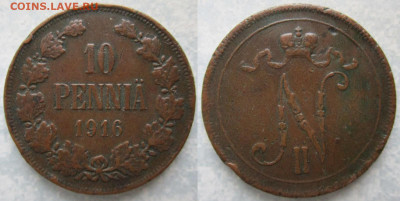 COINS.LAVE.RU
10
PENNIÄ
1916
N
II